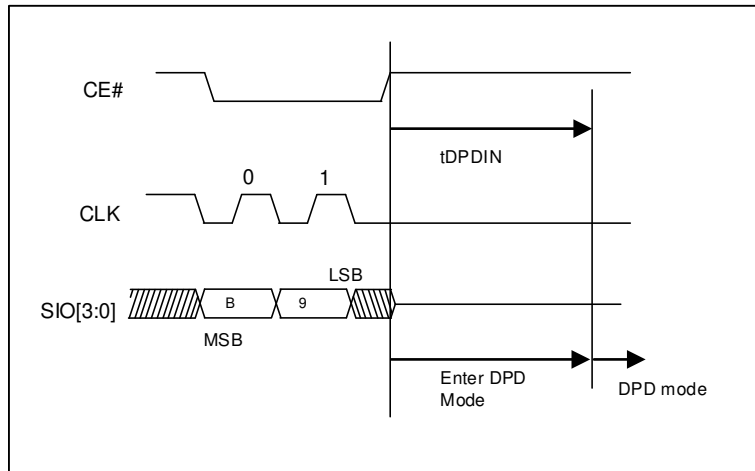 CE#
tDPDIN
0 1
CLK
LSB
SIO[3:0]
B 9
MSB
Enter DPD
Mode
DPD mode